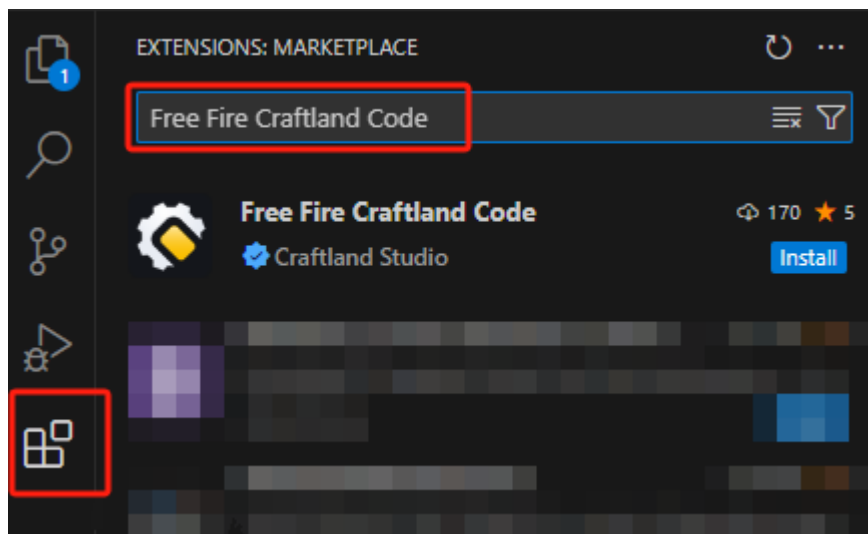 EXTENSIONS: MARKETPLACE
1
Free Fire Craftland Code
Free Fire Craftland Code 170 5
Craftland Studio Install